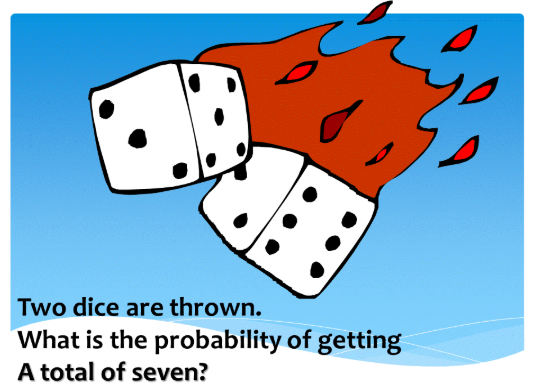 Two dice are thrown.
What is the probability of getting
A total of seven?